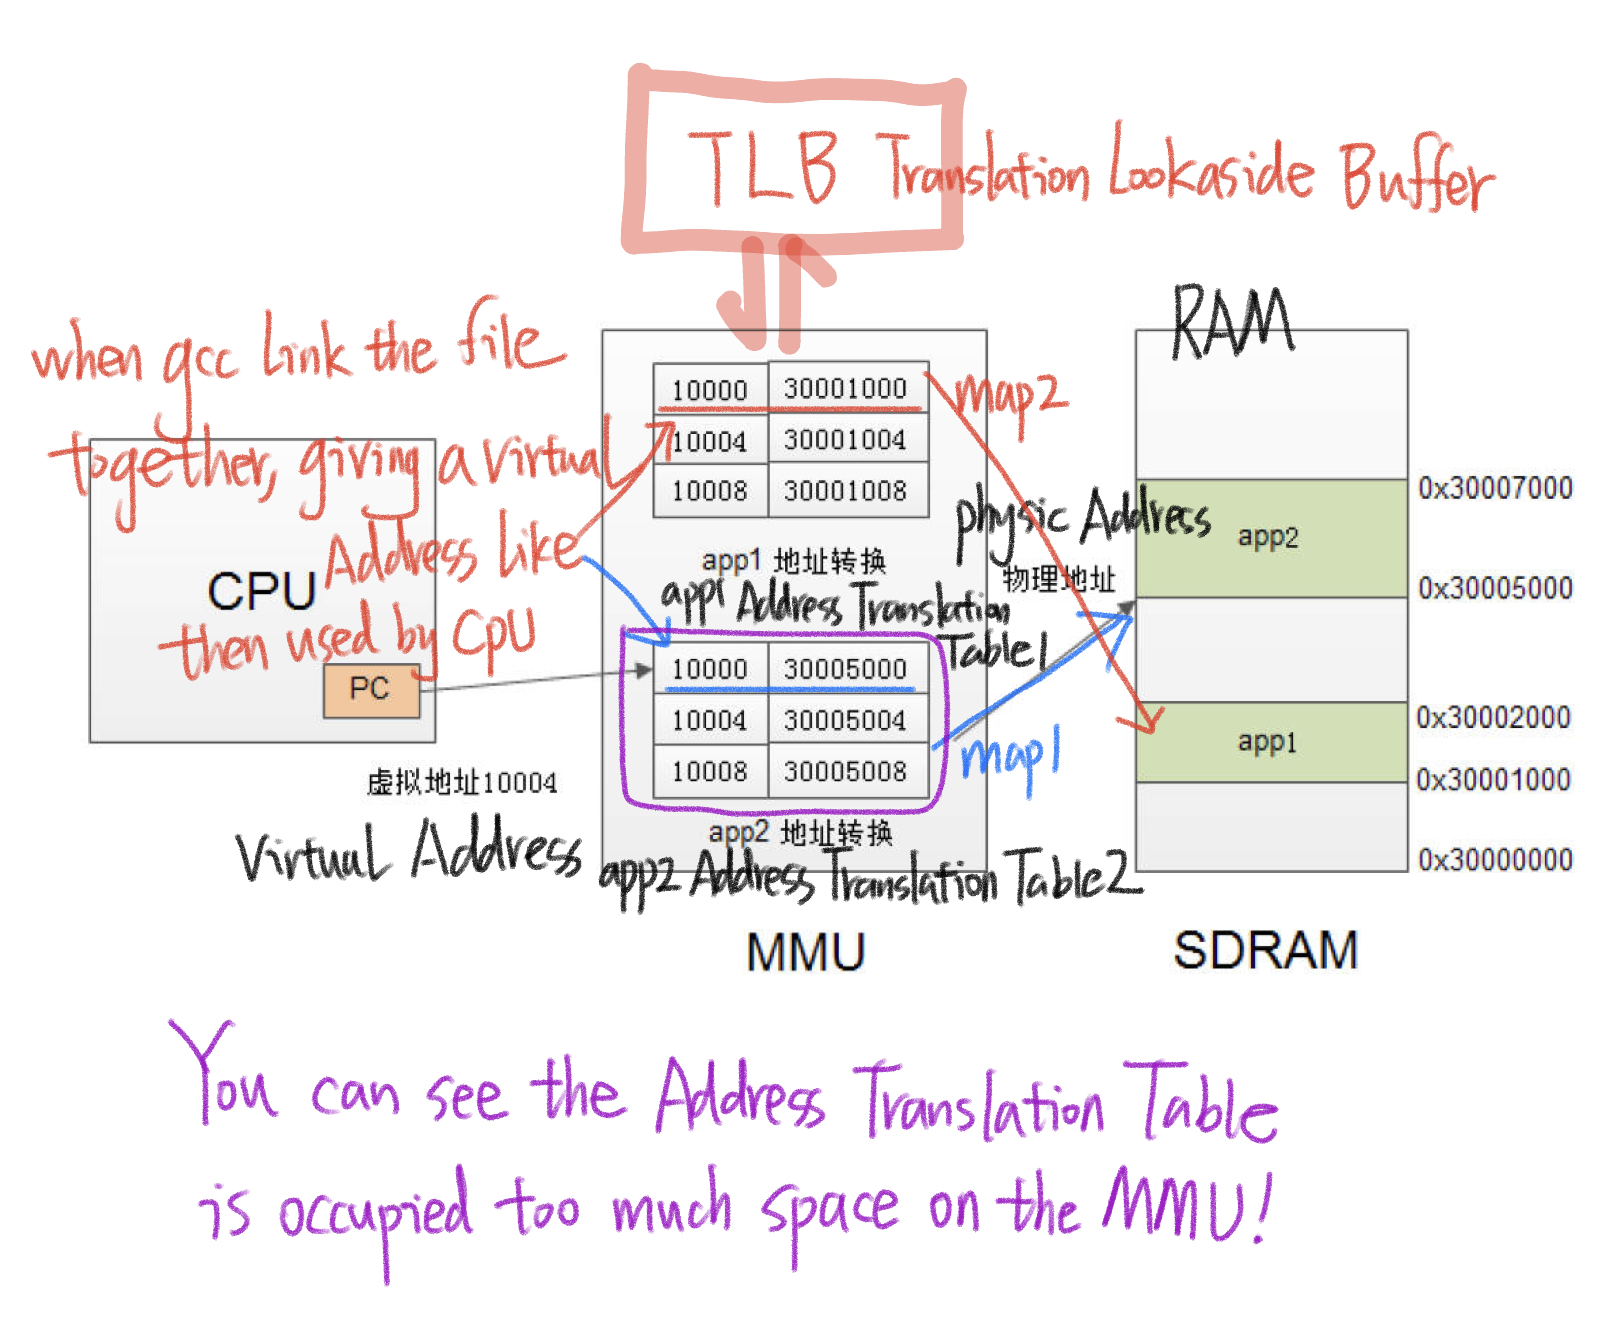 TLB Translation Lookaside Buffer
when gcc Link the file
together, giving a virtual
Address like
then used by CPU
CPU
PC
虚拟地址10004
Virtual Address
10000 30001000
10004 30001004
10008 30001008
app1 地址转换
app1 Address Translation
Table1
10000 30005000
10004 30005004
10008 30005008
app2 地址转换
app2 Address Translation Table2
MMU
map2
physic Address
物理地址
map1
RAM
0x30007000
app2
0x30005000
0x30002000
app1
0x30001000
0x30000000
SDRAM
You can see the Address Translation Table
is occupied too much space on the MMU!